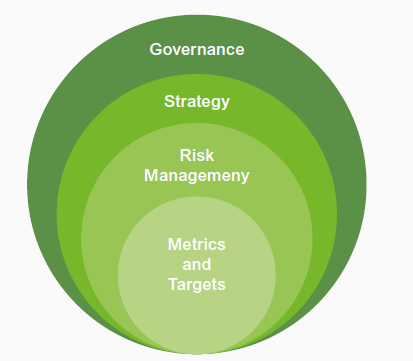 Governance
Strategy
Risk
Managemeny
Metrics
and
Targets